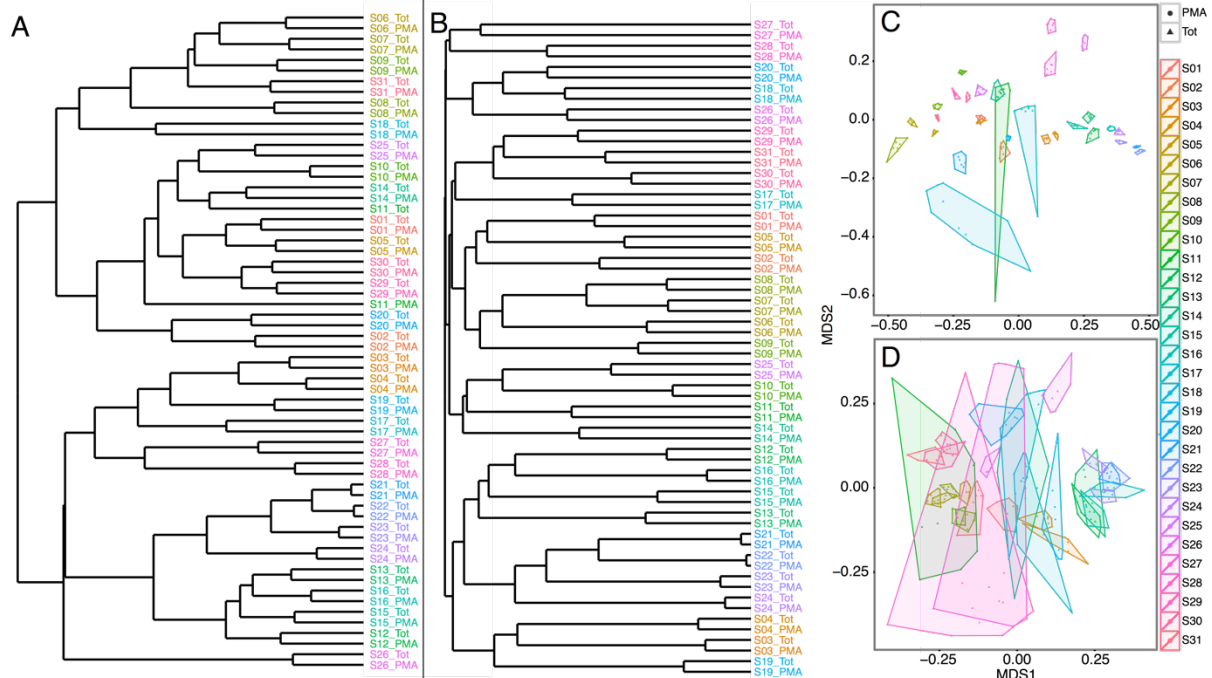 A
S06_Tot
S06_PMA
S07_Tot
S07_PMA
S09_Tot
S09_PMA
S31_Tot
S31_PMA
S08_Tot
S08_PMA
S18_Tot
S18_PMA
S25_Tot
S25_PMA
S10_Tot
S10_PMA
S14_Tot
S14_PMA
S11_Tot
S01_Tot
S01_PMA
S05_Tot
S05_PMA
S30_Tot
S30_PMA
S29_Tot
S29_PMA
S11_PMA
S20_Tot
S20_PMA
S02_Tot
S02_PMA
S03_Tot
S03_PMA
S04_Tot
S04_PMA
S19_Tot
S19_PMA
S17_Tot
S17_PMA
S27_Tot
S27_PMA
S28_Tot
S28_PMA
S21_Tot
S21_PMA
S22_Tot
S22_PMA
S23_Tot
S23_PMA
S24_Tot
S24_PMA
S13_Tot
S13_PMA
S16_Tot
S16_PMA
S15_Tot
S15_PMA
S12_Tot
S12_PMA
S26_Tot
S26_PMA
B
S27_Tot
S27_PMA
S28_Tot
S28_PMA
S20_Tot
S20_PMA
S18_Tot
S18_PMA
S26_Tot
S26_PMA
S29_Tot
S29_PMA
S31_Tot
S31_PMA
S30_Tot
S30_PMA
S17_Tot
S17_PMA
S01_Tot
S01_PMA
S05_Tot
S05_PMA
S02_Tot
S02_PMA
S08_Tot
S08_PMA
S07_Tot
S07_PMA
S06_Tot
S06_PMA
S09_Tot
S09_PMA
S25_Tot
S25_PMA
S10_Tot
S10_PMA
S11_Tot
S11_PMA
S14_Tot
S14_PMA
S12_Tot
S12_PMA
S16_Tot
S16_PMA
S15_Tot
S15_PMA
S13_Tot
S13_PMA
S21_Tot
S21_PMA
S22_Tot
S22_PMA
S23_Tot
S23_PMA
S24_Tot
S24_PMA
S04_Tot
S04_PMA
S03_Tot
S03_PMA
S19_Tot
S19_PMA
C
0.2
0.0
−0.2
−0.4
−0.6
−0.50 −0.25 0.00 0.25 0.50
MDS2
D
0.25
0.00
−0.25
−0.25 0.00 0.25
MDS1
PMA
Tot
S01
S02
S03
S04
S05
S06
S07
S08
S09
S10
S11
S12
S13
S14
S15
S16
S17
S18
S19
S20
S21
S22
S23
S24
S25
S26
S27
S28
S29
S30
S31